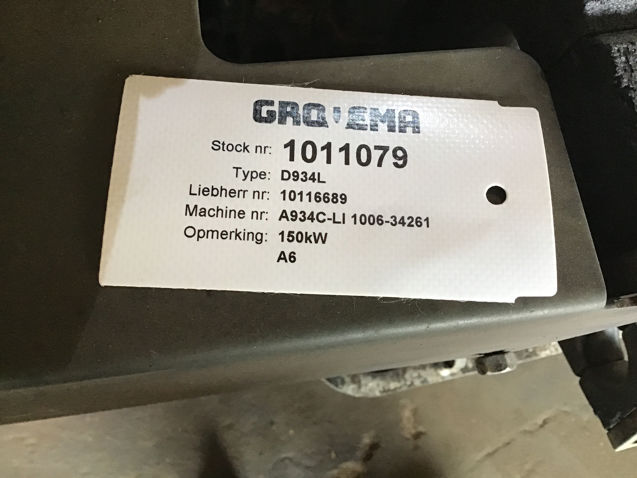 GROVEMA
Stock nr: 1011079
Type: D934L
Liebherr nr: 10116689
Machine nr: A934C-LI 1006-34261
Opmerking: 150kW
A6